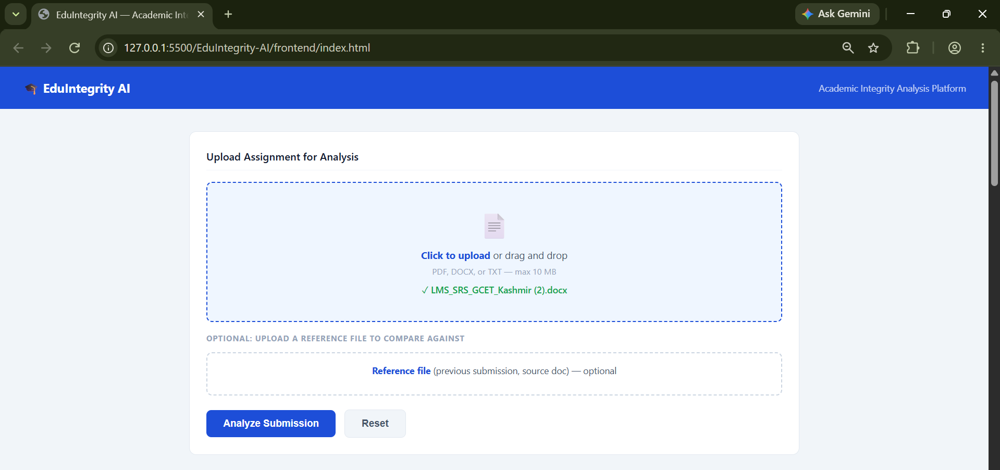 EduIntegrity AI — Academic Int
Ask Gemini
127.0.0.1:5500/EduIntegrity-AI/frontend/index.html
EduIntegrity AI
Academic Integrity Analysis Platform
Upload Assignment for Analysis
Click to upload or drag and drop
PDF, DOCX, or TXT — max 10 MB
✓ LMS_SRS_GCET_Kashmir (2).docx
OPTIONAL: UPLOAD A REFERENCE FILE TO COMPARE AGAINST
Reference file (previous submission, source doc) — optional
Analyze Submission
Reset